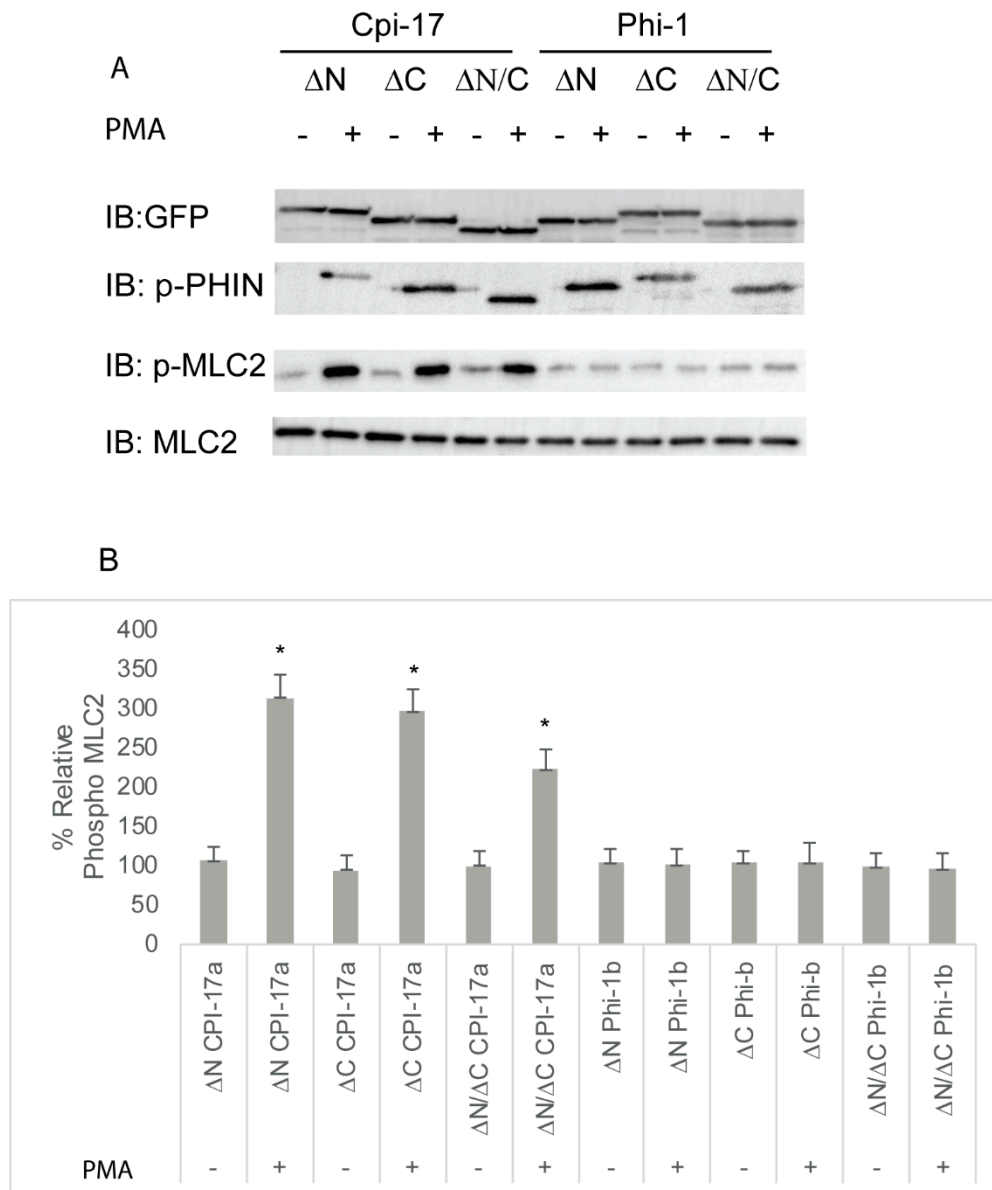 Cpi-17 Phi-1
A
ΔN ΔC ΔN/C ΔN ΔC ΔN/C
PMA - + - + - + - + - + - +
IB:GFP
IB: p-PHIN
IB: p-MLC2
IB: MLC2
B
% Relative
Phospho MLC2
400
350
300
250
200
150
100
50
0
* * *
ΔN CPI-17a
ΔN CPI-17a
ΔC CPI-17a
ΔC CPI-17a
ΔN/ΔC CPI-17a
ΔN/ΔC CPI-17a
ΔN Phi-1b
ΔN Phi-1b
ΔC Phi-b
ΔC Phi-b
ΔN/ΔC Phi-1b
ΔN/ΔC Phi-1b
PMA - + - + - + - + - + - +